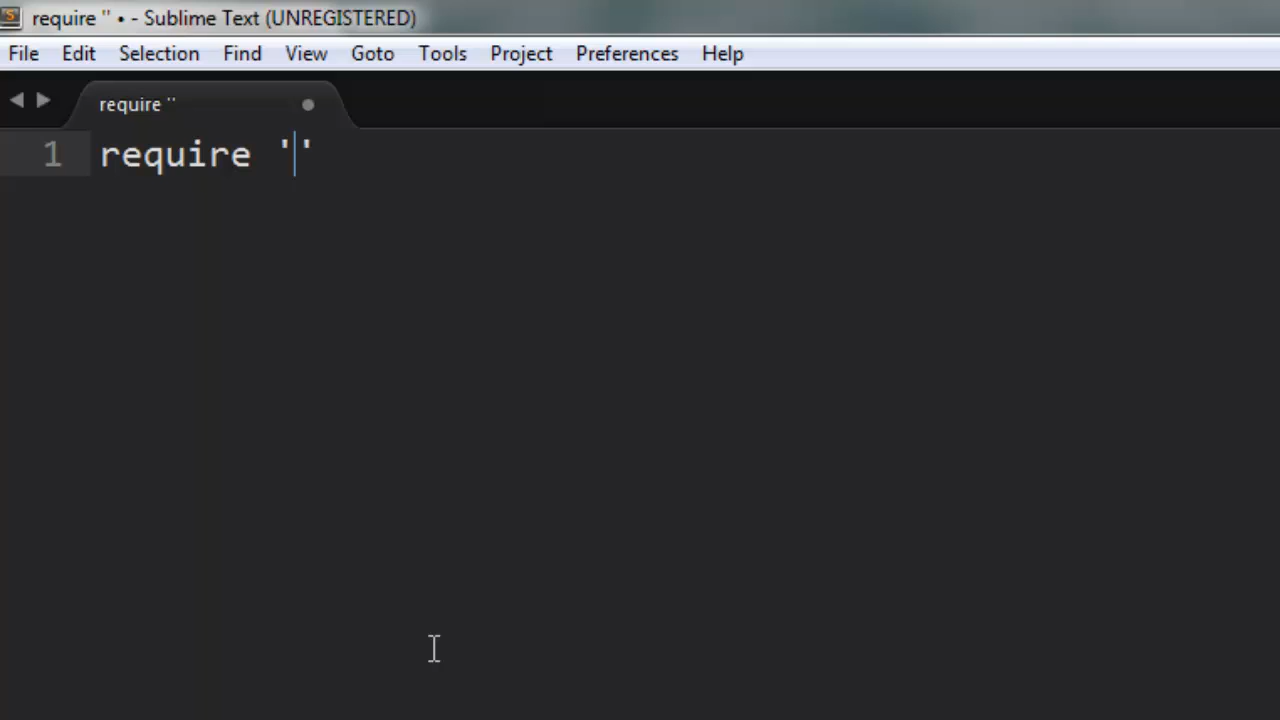 require '' • - Sublime Text (UNREGISTERED)
File Edit Selection Find View Goto Tools Project Preferences Help
require ''
1 require ''